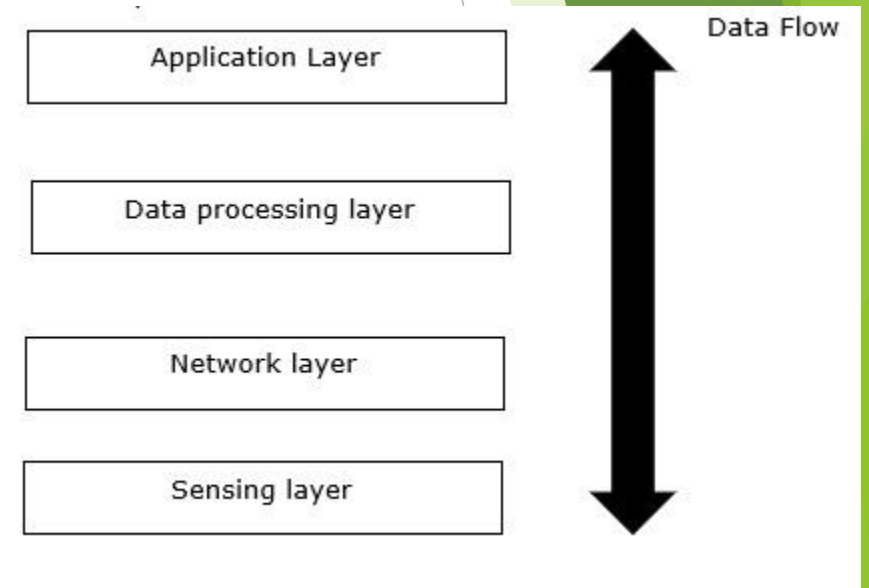 Data Flow
Application Layer
Data processing layer
Network layer
Sensing layer